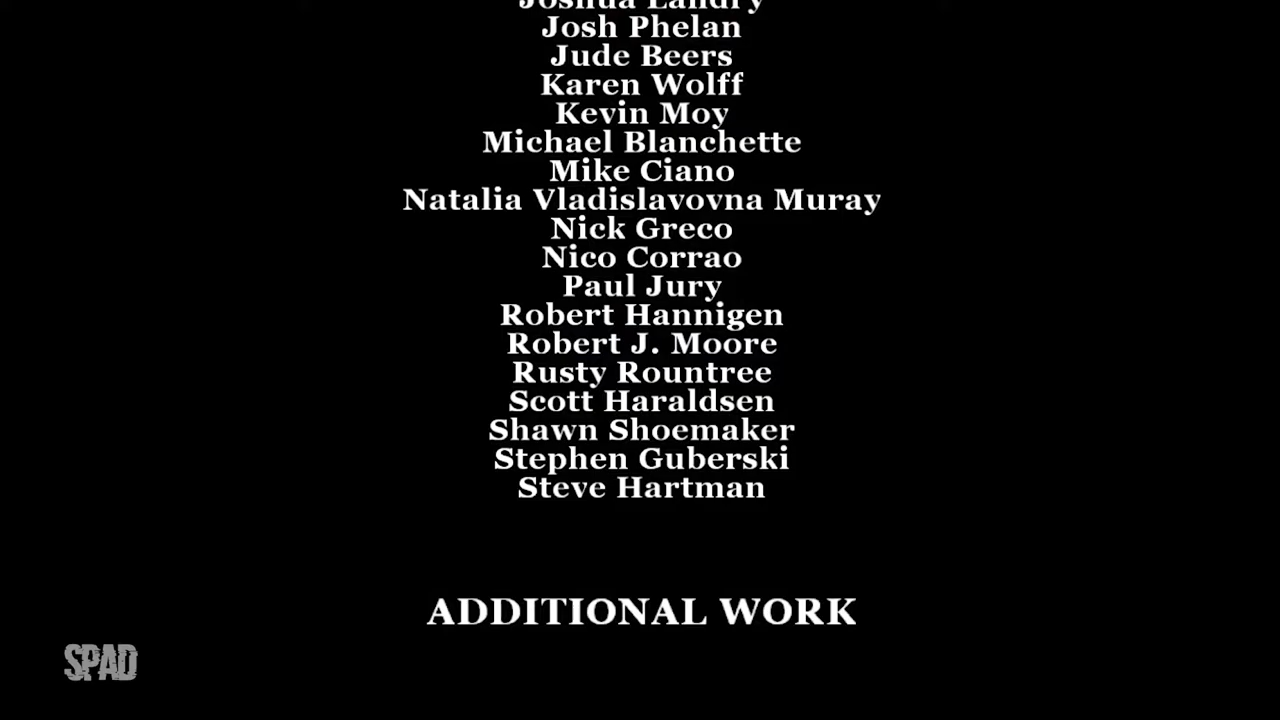 Joshua Landry
Josh Phelan
Jude Beers
Karen Wolff
Kevin Moy
Michael Blanchette
Mike Ciano
Natalia Vladislavovna Muray
Nick Greco
Nico Corrao
Paul Jury
Robert Hannigen
Robert J. Moore
Rusty Rountree
Scott Haraldsen
Shawn Shoemaker
Stephen Guberski
Steve Hartman
ADDITIONAL WORK
SPAD